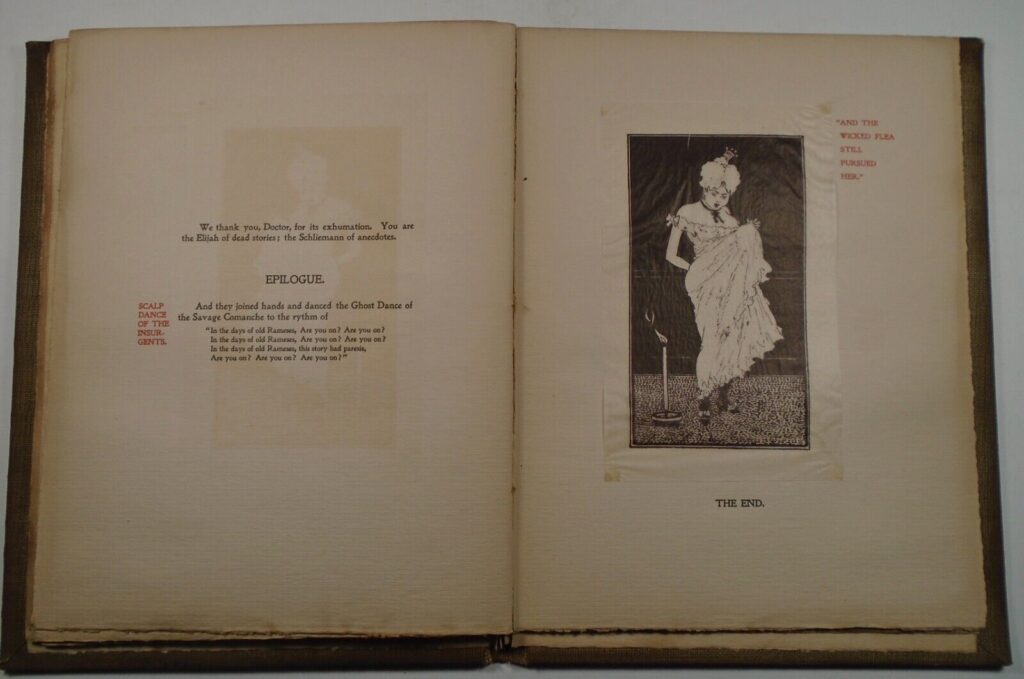 We thank you, Doctor, for its exhumation. You are
the Elijah of dead stories; the Schliemann of anecdotes.
EPILOGUE.
SCALP
DANCE
OF THE
INSUR-
GENTS.
And they joined hands and danced the Ghost Dance of
the Savage Comanche to the rythm of
"In the days of old Rameses, Are you on? Are you on?
In the days of old Rameses, Are you on? Are you on?
In the days of old Rameses, this story had paresis,
Are you on? Are you on? Are you on?"
"AND THE
WICKED FLEA
STILL
PURSUED
HER."
THE END.